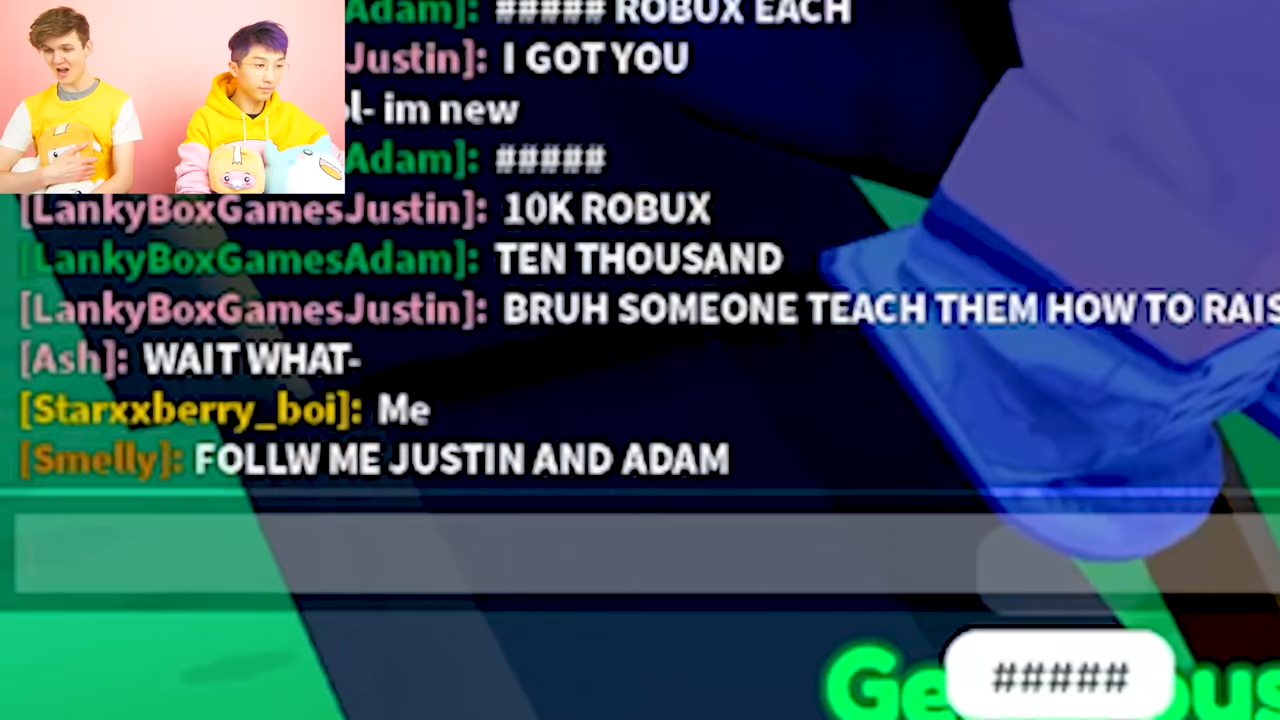 Adam]: ##### ROBUX EACH
Justin]: I GOT YOU
l- im new
Adam]: #####
[LankyBoxGamesJustin]: 10K ROBUX
[LankyBoxGamesAdam]: TEN THOUSAND
[LankyBoxGamesJustin]: BRUH SOMEONE TEACH THEM HOW TO RAIS
[Ash]: WAIT WHAT-
[Starxxberry_boi]: Me
[Smelly]: FOLLW ME JUSTIN AND ADAM
#####